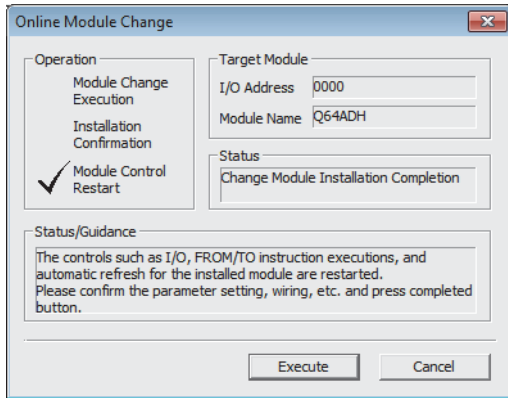 Online Module Change
Operation
Module Change
Execution
Installation
Confirmation
Module Control
Restart
Target Module
I/O Address 0000
Module Name Q64ADH
Status
Change Module Installation Completion
Status/Guidance
The controls such as I/O, FROM/TO instruction executions, and
automatic refresh for the installed module are restarted.
Please confirm the parameter setting, wiring, etc. and press completed
button.
Execute Cancel